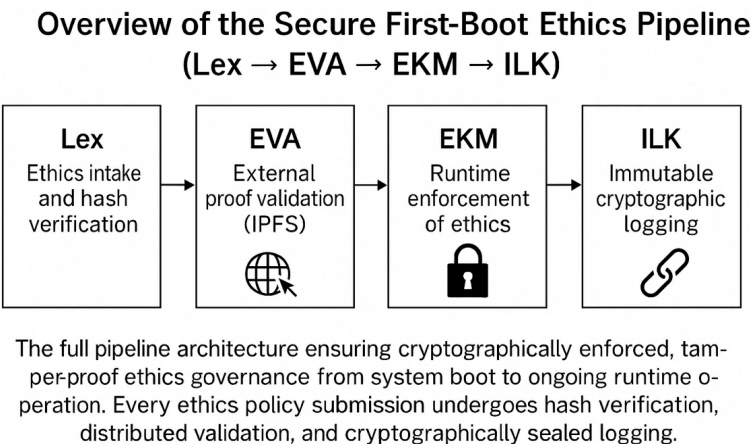 Overview of the Secure First-Boot Ethics Pipeline
(Lex → EVA → EKM → ILK)
Lex
Ethics intake
and hash
verification
EVA
External
proof validation
(IPFS)
EKM
Runtime
enforcement
of ethics
ILK
Immutable
cryptographic
logging
The full pipeline architecture ensuring cryptographically enforced, tam-
per-proof ethics governance from system boot to ongoing runtime o-
peration. Every ethics policy submission undergoes hash verification,
distributed validation, and cryptographically sealed logging.